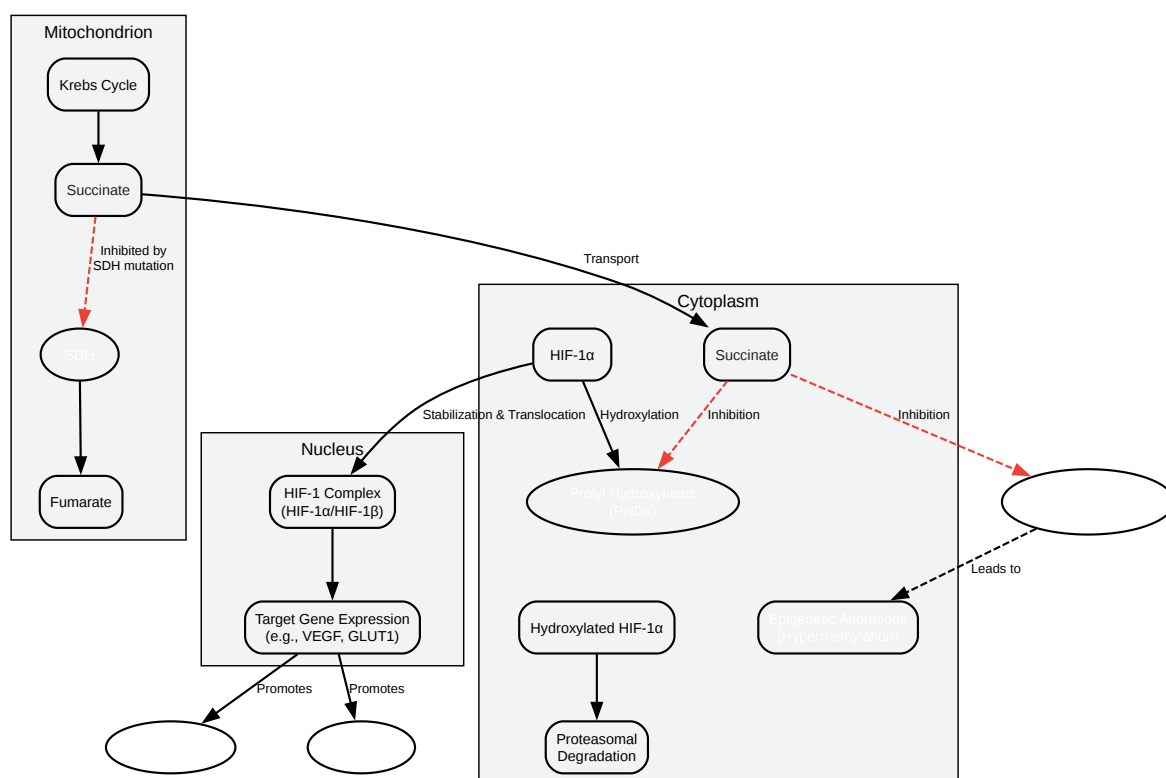 Mitochondrion
Krebs Cycle
Succinate
Inhibited by
SDH mutation
SDH
Fumarate
Transport
Cytoplasm
HIF-1α
Succinate
Stabilization & Translocation
Hydroxylation
Inhibition
Inhibition
Nucleus
HIF-1 Complex
(HIF-1α/HIF-1β)
Prolyl Hydroxylases
(PHDs)
Leads to
Target Gene Expression
(e.g., VEGF, GLUT1)
Hydroxylated HIF-1α
Epigenetic Alterations
(Hypermethylation)
Promotes
Promotes
Proteasomal
Degradation